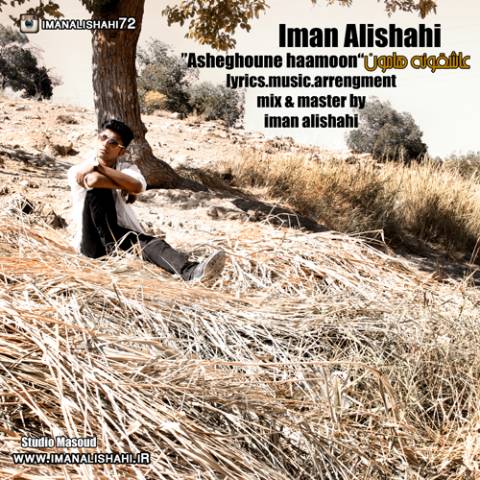 IMANALISHAHI72
Iman Alishahi
"Asheghoune haamoon" عاشقونه هامون
lyrics.music.arrengment
mix & master by
iman alishahi
Studio Masoud
WWW.IMANALISHAHI.IR